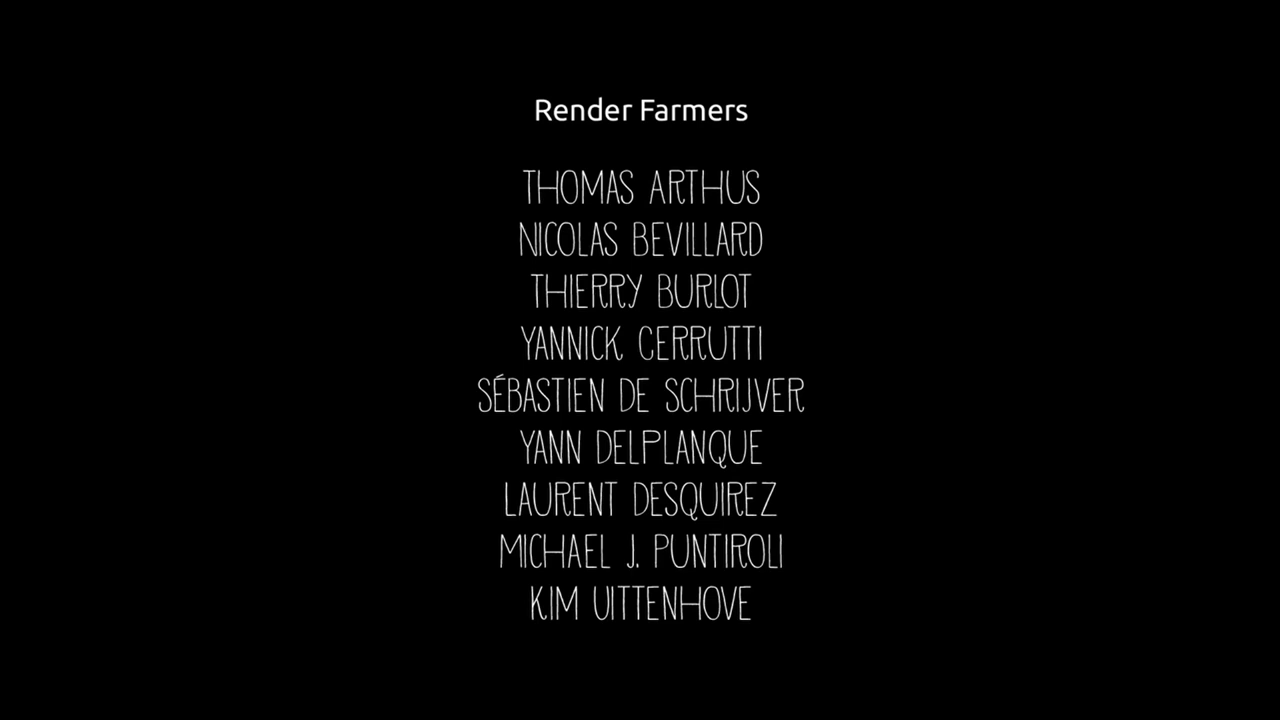 Render Farmers
THOMAS ARTHUS
NICOLAS BEVILLARD
THIERRY BURLOT
YANNICK CERRUTTI
SÉBASTIEN DE SCHRIJVER
YANN DELPLANQUE
LAURENT DESQUIREZ
MICHAEL J. PUNTIROLI
KIM UITTENHOVE